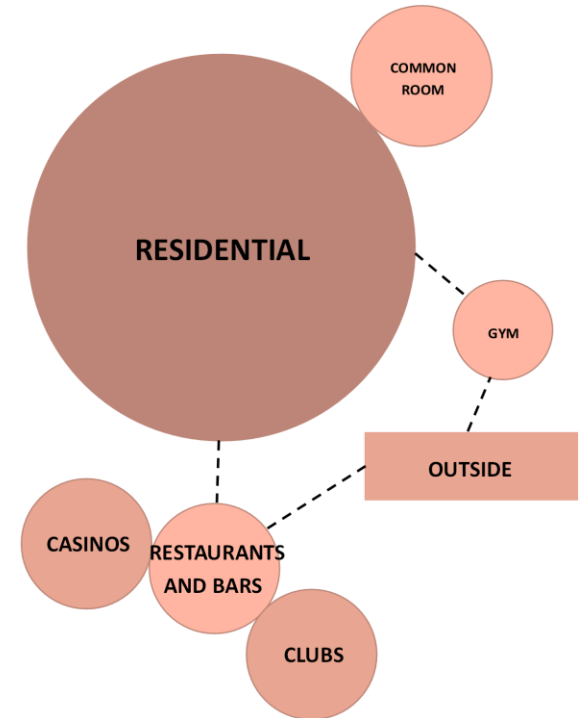 COMMON
ROOM
RESIDENTIAL
GYM
OUTSIDE
CASINOS
RESTAURANTS
AND BARS
CLUBS